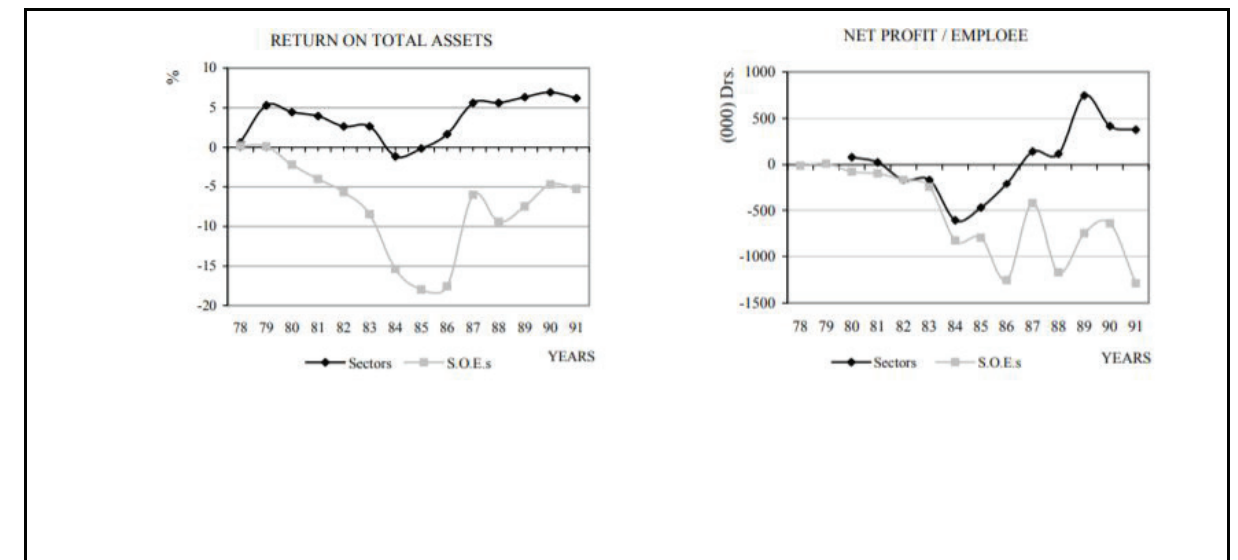 RETURN ON TOTAL ASSETS
%
10
5
0
-5
-10
-15
-20
78 79 80 81 82 83 84 85 86 87 88 89 90 91
Sectors S.O.E.s YEARS
NET PROFIT / EMPLOEE
(000) Drs.
1000
500
0
-500
-1000
-1500
78 79 80 81 82 83 84 85 86 87 88 89 90 91
Sectors S.O.E.s YEARS